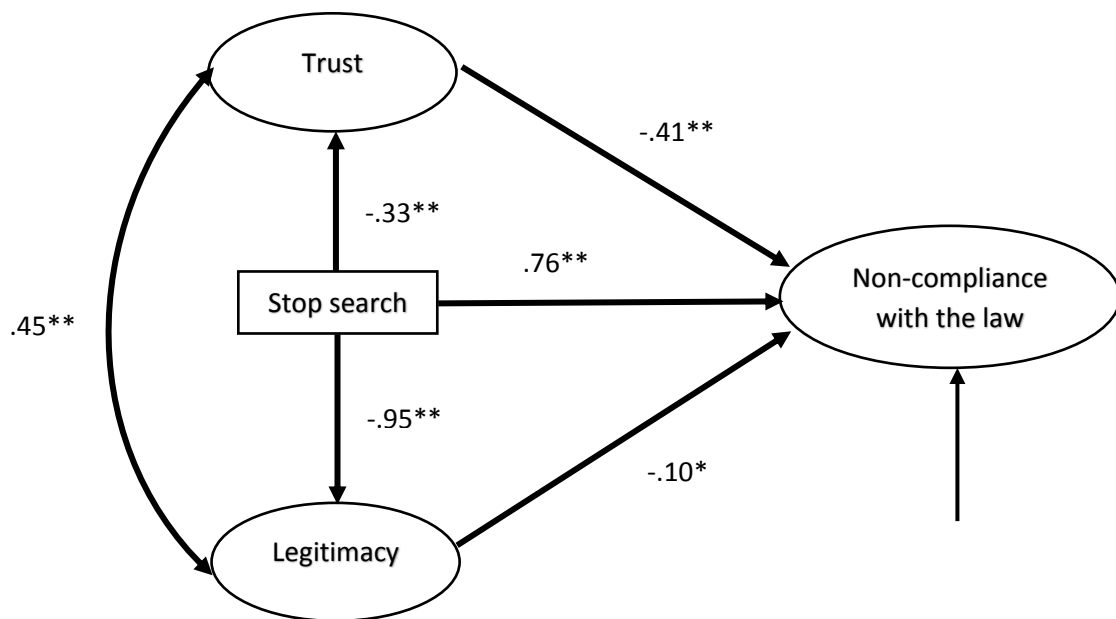 Trust
-.41**
-.33**
.76**
Stop search
Non-compliance
with the law
.45**
-.95**
-.10*
Legitimacy